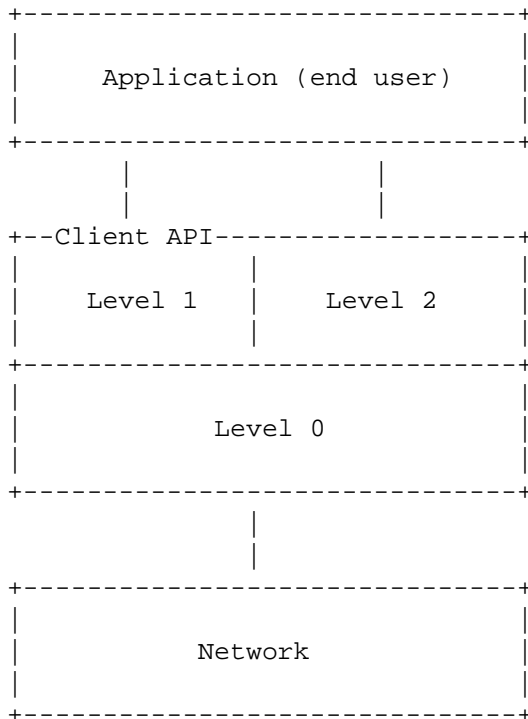 Application (end user)
Client API
Level 1 Level 2
Level 0
Network